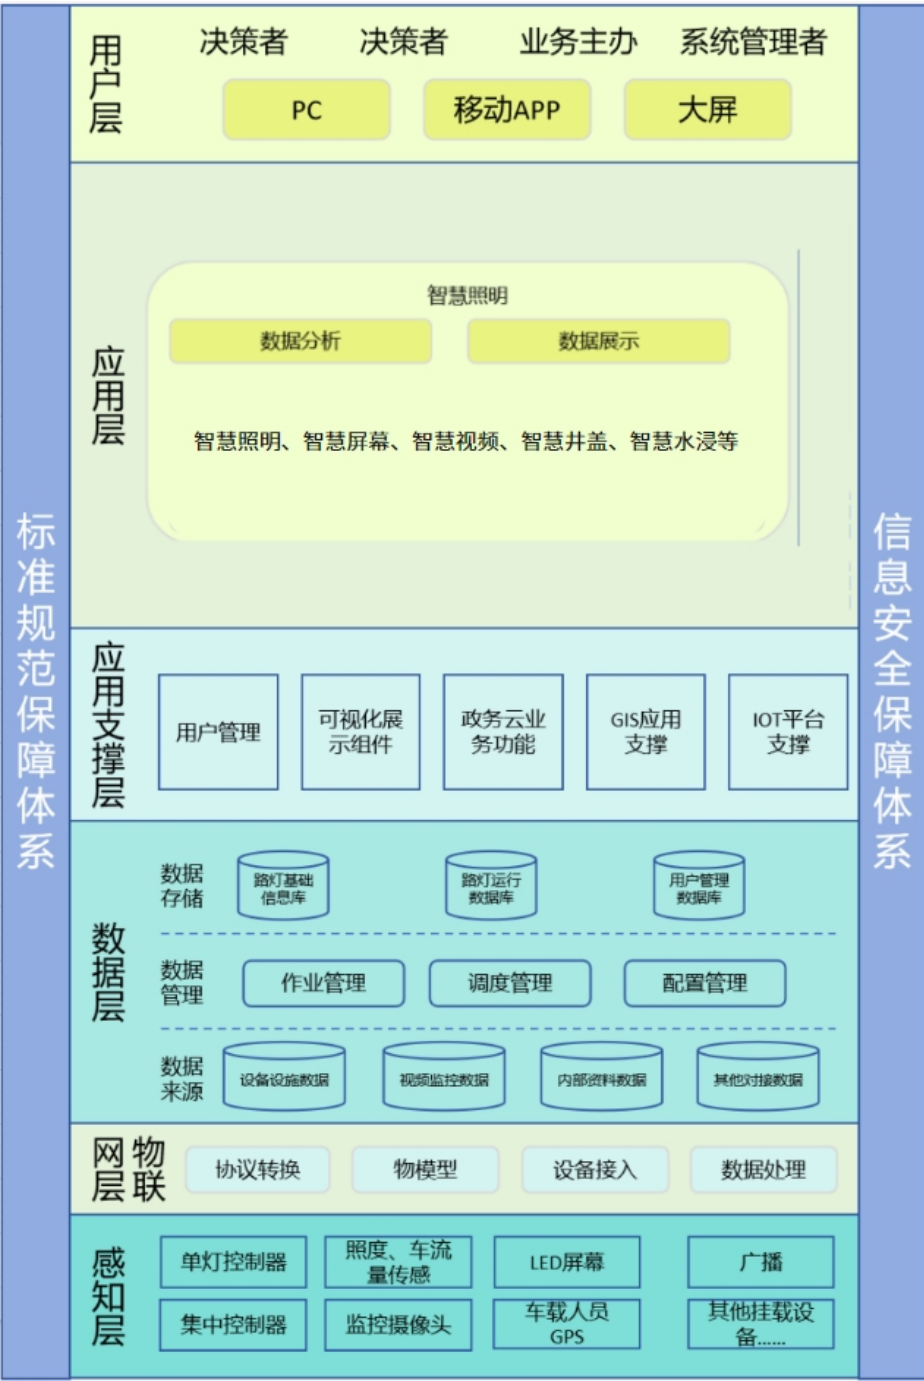 用户层
决策者
决策者
业务主办
系统管理者
PC
移动APP
大屏
应用层
智慧照明
数据分析
数据展示
智慧照明、智慧屏幕、智慧视频、智慧井盖、智慧水浸等
标准规范保障体系
信息安全保障体系
应用支撑层
用户管理
可视化展
示组件
政务云业
务功能
GIS应用
支撑
IOT平台
支撑
数据层
数据
存储
路灯基础
信息库
路灯运行
数据库
用户管理
数据库
数据
管理
作业管理
调度管理
配置管理
数据
来源
设备设施数据
视频监控数据
内部资料数据
其他对接数据
物联
网层
协议转换
物模型
设备接入
数据处理
感知层
单灯控制器
照度、车流
量传感
LED屏幕
广播
集中控制器
监控摄像头
车载人员
GPS
其他挂载设
备......